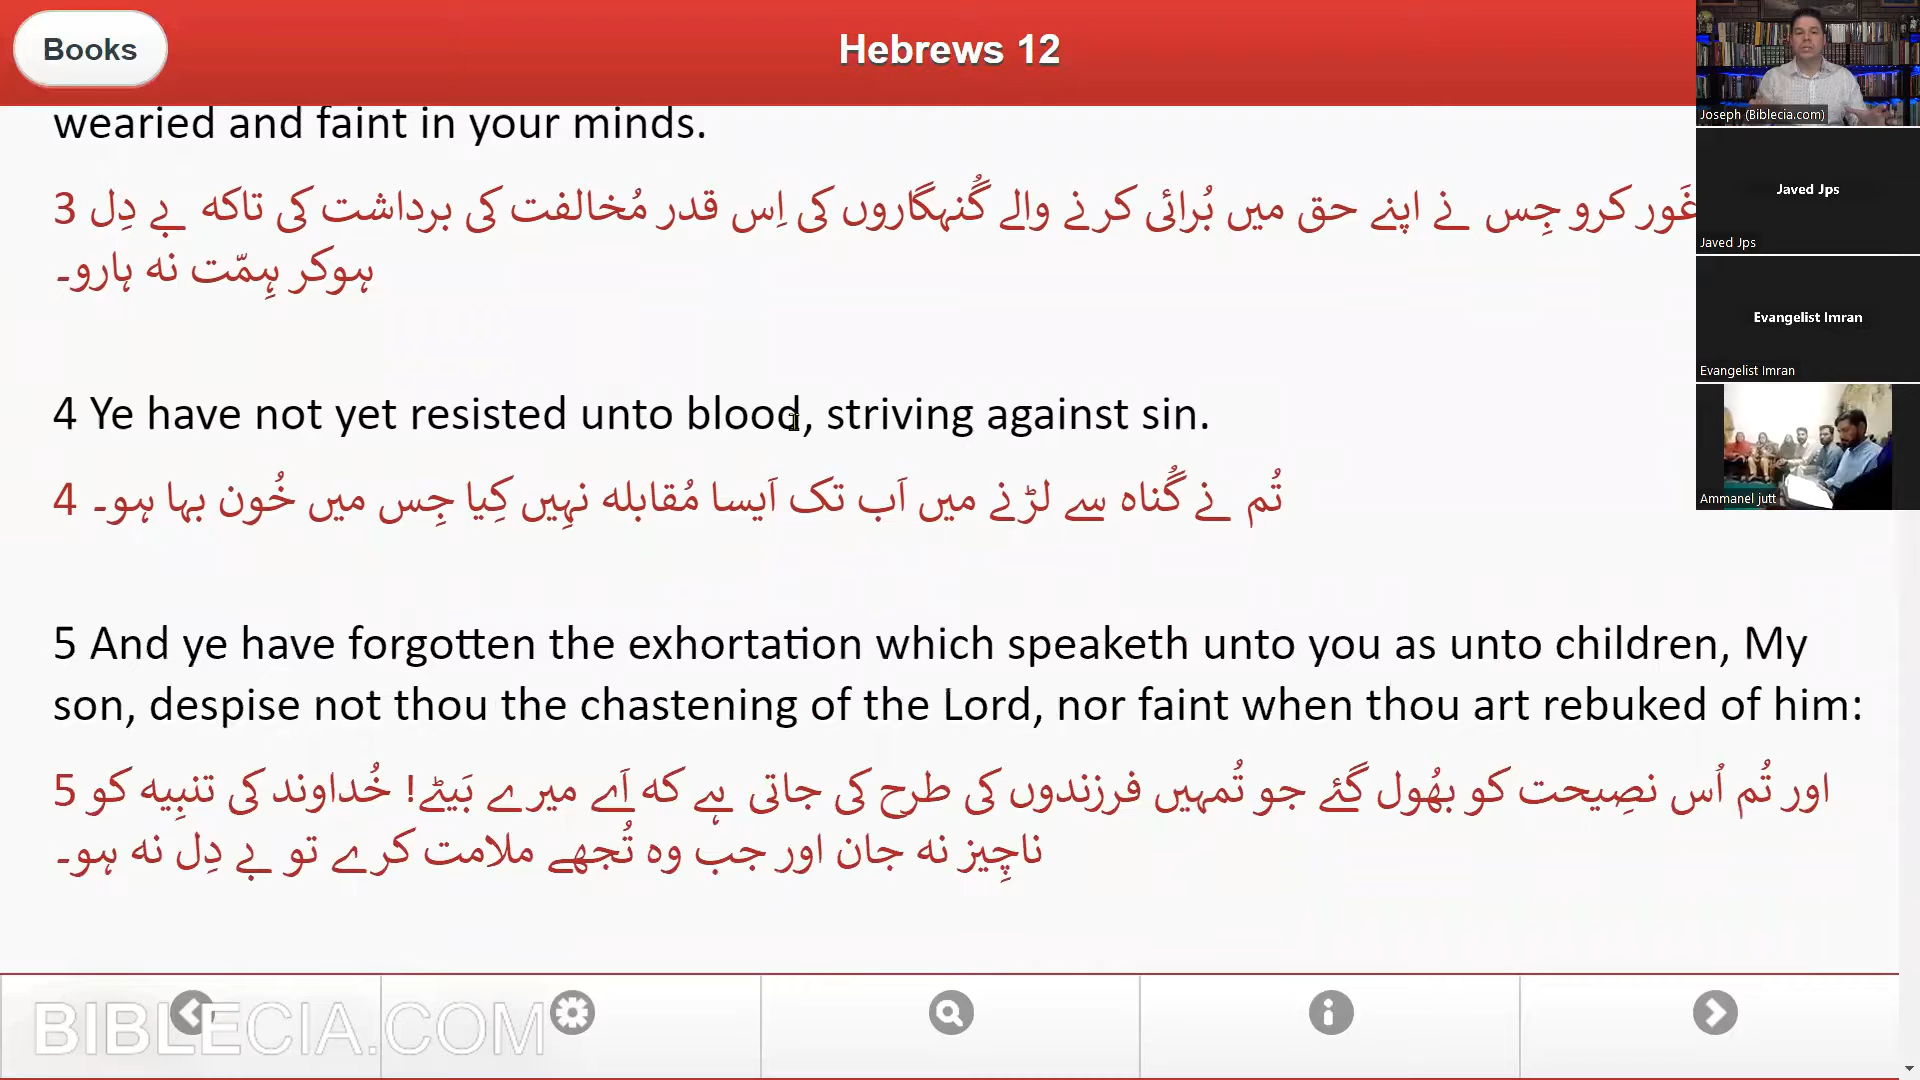 Books
Hebrews 12
wearied and faint in your minds.
3 غَور کرو جِس نے اپنے حق میں بُرائی کرنے والے گُنہگاروں کی اِس قدر مُخالفت کی برداشت کی تاکہ بے دِل
ہوکر ہِمّت نہ ہارو۔
4 Ye have not yet resisted unto blood, striving against sin.
4 تُم نے گُناہ سے لڑنے میں اَب تک اَیسا مُقابلہ نہِیں کِیا جِس میں خُون بہا ہو۔
5 And ye have forgotten the exhortation which speaketh unto you as unto children, My
son, despise not thou the chastening of the Lord, nor faint when thou art rebuked of him:
5 اور تُم اُس نصِیحت کو بھُول گئے جو تُمہیں فرزندوں کی طرح کی جاتی ہے کہ اَے میرے بَیٹے! خُداوند کی تنبِیہ کو
ناچِیز نہ جان اور جب وہ تُجھے ملامت کرے تو بے دِل نہ ہو۔
BIBLECIA.COM
Joseph (Biblecia.com)
Javed Jps
Javed Jps
Evangelist Imran
Evangelist Imran
Ammanel jutt